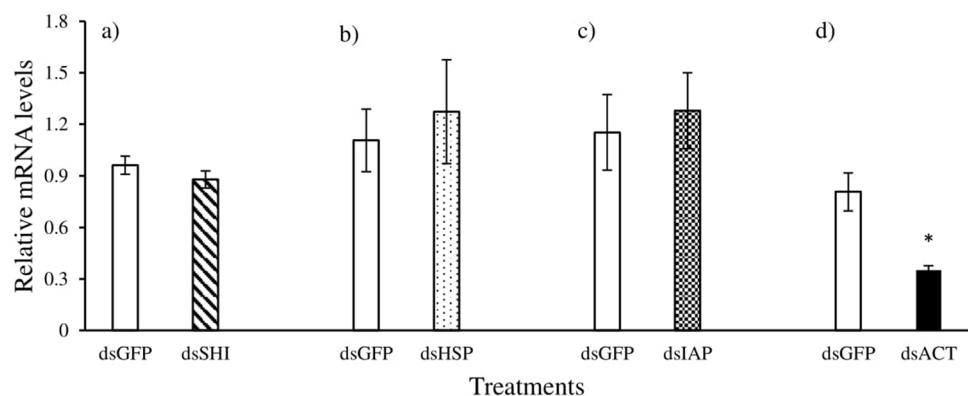 1.8
a)
b)
c)
d)
1.5
1.2
0.9
0.6
0.3
0
*
Relative mRNA levels
dsGFP dsSHI dsGFP dsHSP dsGFP dsIAP dsGFP dsACT
Treatments